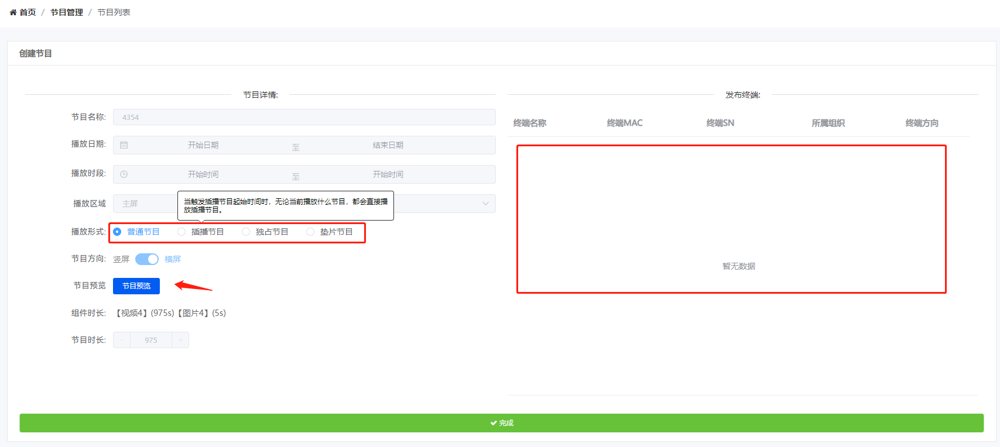 首页 / 节目管理 / 节目列表
创建节目
节目详情:
节目名称: 4354
播放日期: 开始日期 至 结束日期
播放时段: 开始时间 至 开始时间
播放区域 主屏
当触发插播节目起始时间时，无论当前播放什么节目，都会直接播
放插播节目。
播放形式: 普通节目 插播节目 独占节目 垫片节目
节目方向: 竖屏 横屏
节目预览 节目预览
组件时长: 【视频4】(975s)【图片4】(5s)
节目时长: - 975 +
发布终端:
终端名称 终端MAC 终端SN 所属组织 终端方向
暂无数据
完成